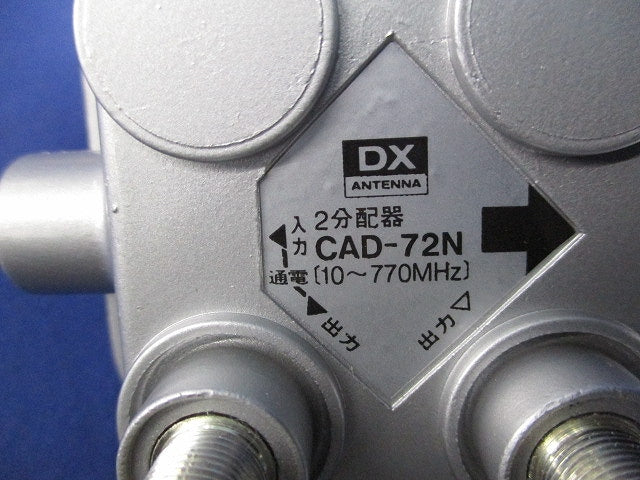 DX
ANTENNA
2分配器
入力
CAD-72N
通電
[10~770MHz]
出力
出力